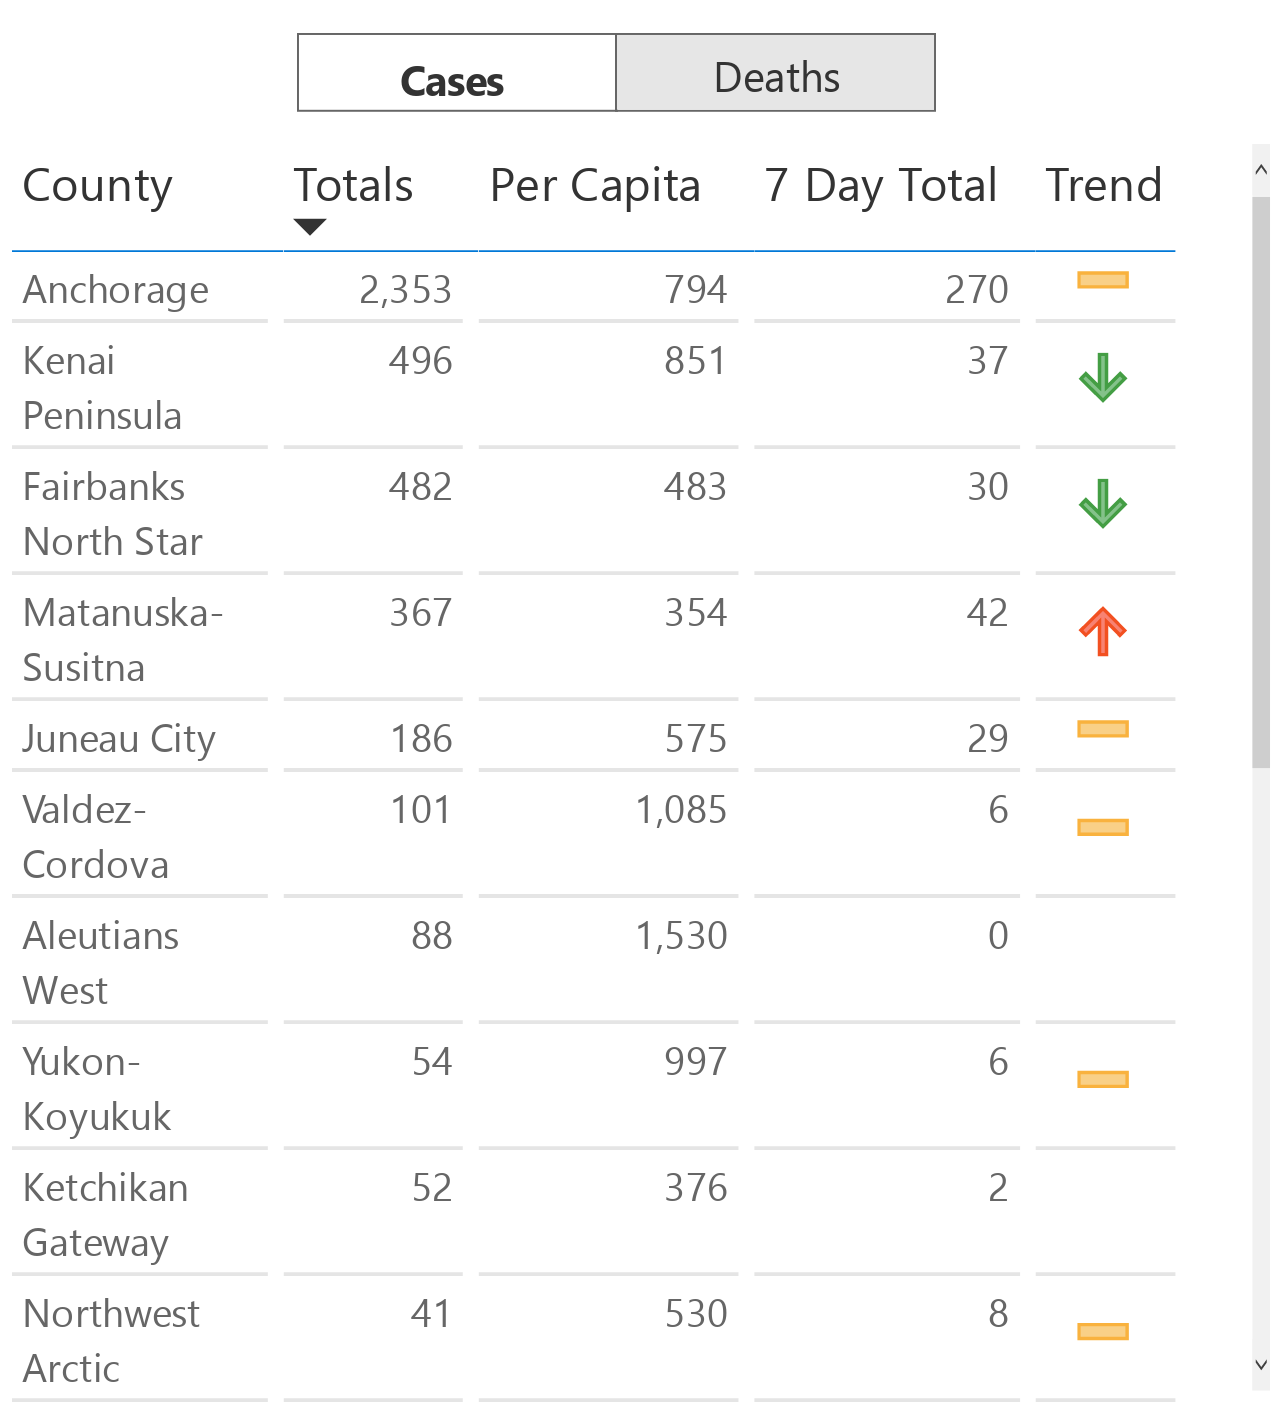 Cases Deaths
County Totals Per Capita 7 Day Total Trend
Anchorage 2,353 794 270
Kenai 496 851 37
Peninsula
Fairbanks 482 483 30
North Star
Matanuska- 367 354 42
Susitna
Juneau City 186 575 29
Valdez- 101 1,085 6
Cordova
Aleutians 88 1,530 0
West
Yukon- 54 997 6
Koyukuk
Ketchikan 52 376 2
Gateway
Northwest 41 530 8
Arctic